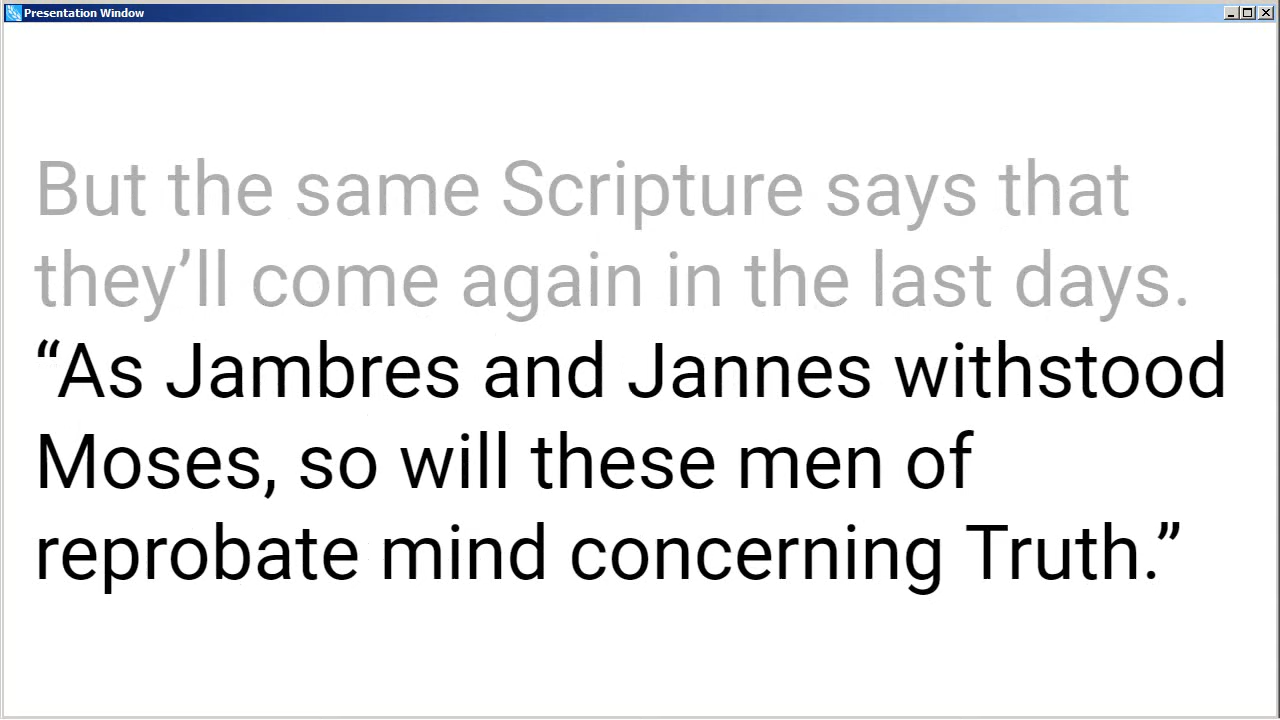 Presentation Window
But the same Scripture says that
they’ll come again in the last days.
“As Jambres and Jannes withstood
Moses, so will these men of
reprobate mind concerning Truth.”